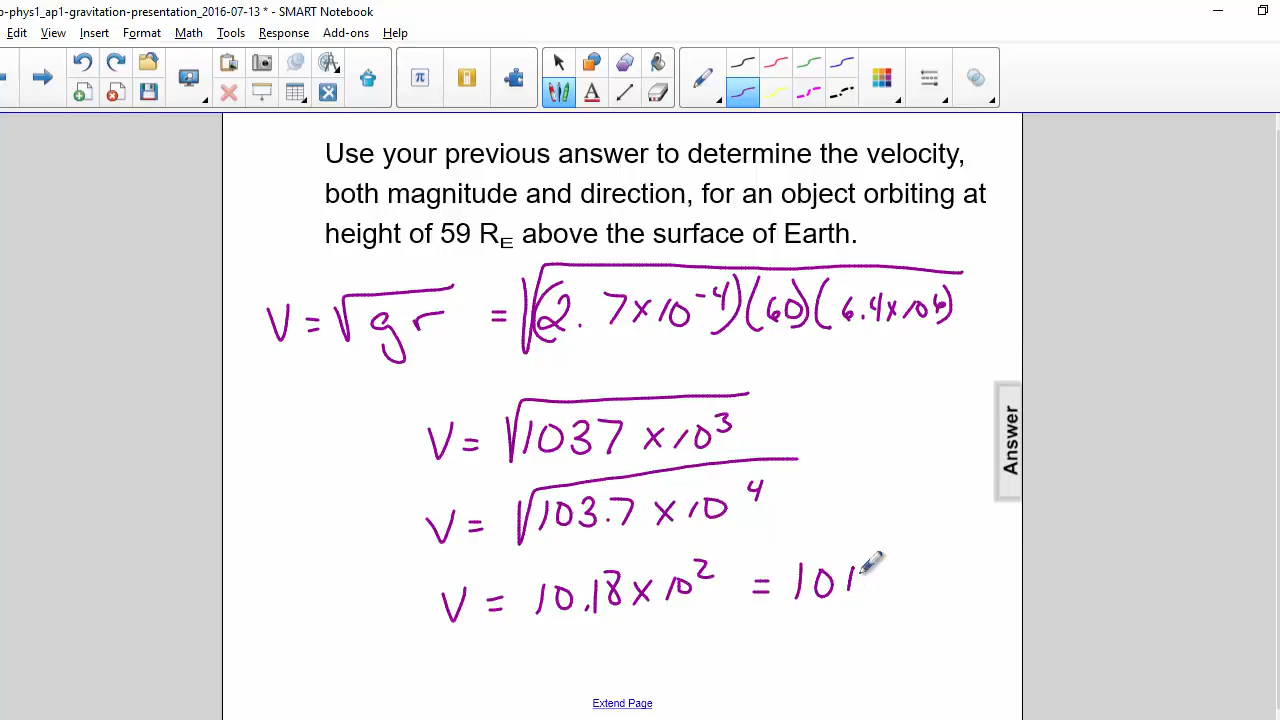 o-phys1_ap1-gravitation-presentation_2016-07-13 * - SMART Notebook
Edit View Insert Format Math Tools Response Add-ons Help
Use your previous answer to determine the velocity,
both magnitude and direction, for an object orbiting at
height of 59 R_E above the surface of Earth.
V = √gr = √(2.7×10⁻⁴)(60)(6.4×10⁶)
V = √1037 × 10³
V = √103.7 × 10⁴
V = 10.18 × 10² = 101
Answer
Extend Page